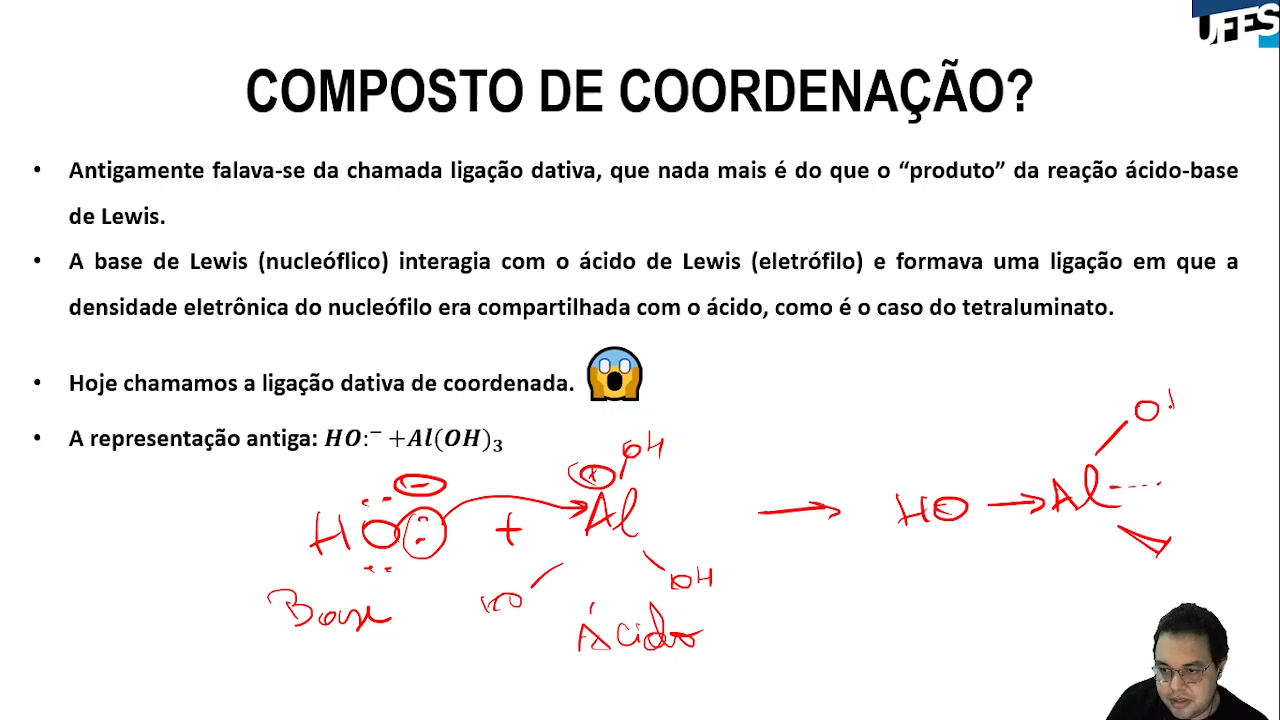 UFES
COMPOSTO DE COORDENAÇÃO?
• Antigamente falava-se da chamada ligação dativa, que nada mais é do que o “produto” da reação ácido-base
de Lewis.
• A base de Lewis (nucleóflico) interagia com o ácido de Lewis (eletrófilo) e formava uma ligação em que a
densidade eletrônica do nucleófilo era compartilhada com o ácido, como é o caso do tetraluminato.
• Hoje chamamos a ligação dativa de coordenada.
• A representação antiga: HO:⁻ +Al(OH)₃
OH
HO + Al → HO → Al
O
HO OH
Base Ácido